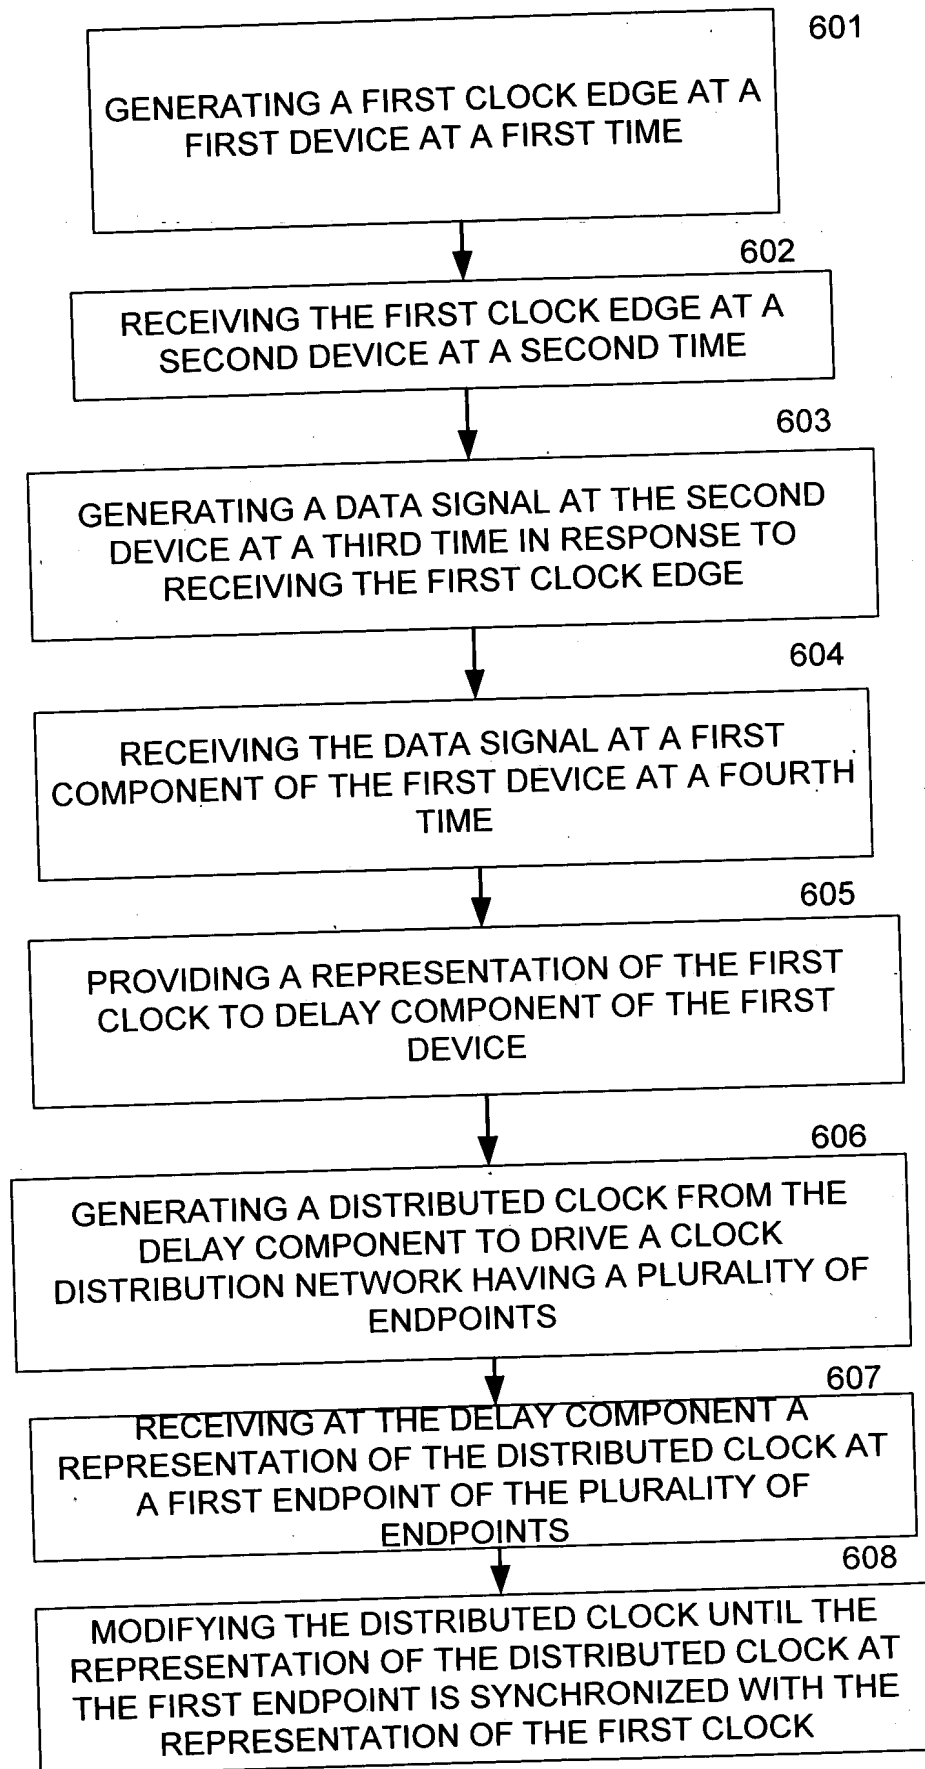 601
GENERATING A FIRST CLOCK EDGE AT A
FIRST DEVICE AT A FIRST TIME
602
RECEIVING THE FIRST CLOCK EDGE AT A
SECOND DEVICE AT A SECOND TIME
603
GENERATING A DATA SIGNAL AT THE SECOND
DEVICE AT A THIRD TIME IN RESPONSE TO
RECEIVING THE FIRST CLOCK EDGE
604
RECEIVING THE DATA SIGNAL AT A FIRST
COMPONENT OF THE FIRST DEVICE AT A FOURTH
TIME
605
PROVIDING A REPRESENTATION OF THE FIRST
CLOCK TO DELAY COMPONENT OF THE FIRST
DEVICE
606
GENERATING A DISTRIBUTED CLOCK FROM THE
DELAY COMPONENT TO DRIVE A CLOCK
DISTRIBUTION NETWORK HAVING A PLURALITY OF
ENDPOINTS
607
RECEIVING AT THE DELAY COMPONENT A
REPRESENTATION OF THE DISTRIBUTED CLOCK AT
A FIRST ENDPOINT OF THE PLURALITY OF
ENDPOINTS
608
MODIFYING THE DISTRIBUTED CLOCK UNTIL THE
REPRESENTATION OF THE DISTRIBUTED CLOCK AT
THE FIRST ENDPOINT IS SYNCHRONIZED WITH THE
REPRESENTATION OF THE FIRST CLOCK